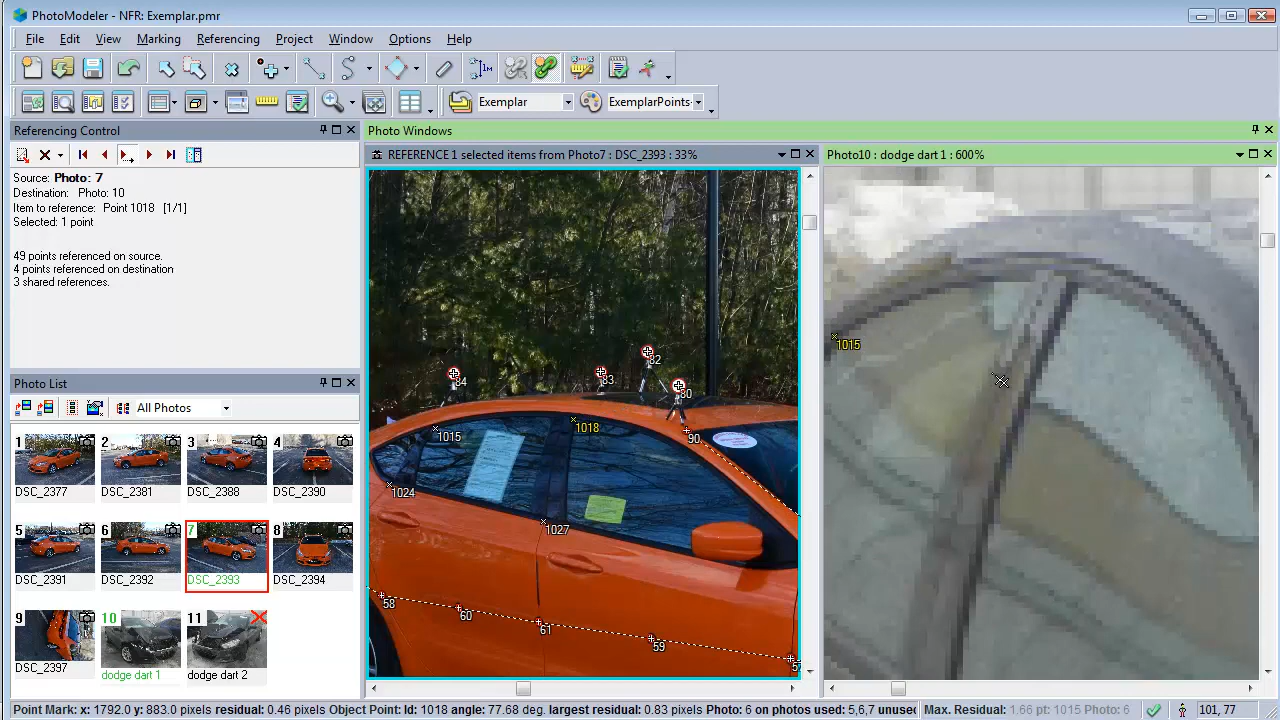 PhotoModeler - NFR: Exemplar.pmr
File Edit View Marking Referencing Project Window Options Help
Exemplar ExemplarPoints
Referencing Control
Photo Windows
REFERENCE 1 selected items from Photo7 : DSC_2393 : 33%
Photo10 : dodge dart 1 : 600%
Source: Photo: 7
Destination: Photo: 10
Item to reference: Point 1018 [1/1]
Selected: 1 point
49 points referenced on source.
4 points referenced on destination
3 shared references.
Photo List
All Photos
1 2 3 4
DSC_2377 DSC_2381 DSC_2388 DSC_2390
5 6 7 8
DSC_2391 DSC_2392 DSC_2393 DSC_2394
9 10 11
DSC_2397 dodge dart 1 dodge dart 2
82
84 83
80
1015 1018
90
1024
1027
58
60
61
59
1015
Point Mark: x: 1792.0 y: 883.0 pixels residual: 0.46 pixels Object Point: Id: 1018 angle: 77.68 deg. largest residual: 0.83 pixels Photo: 6 on photos used: 5,6,7 unusec Max. Residual: 1.66 pt: 1015 Photo: 6 101, 77